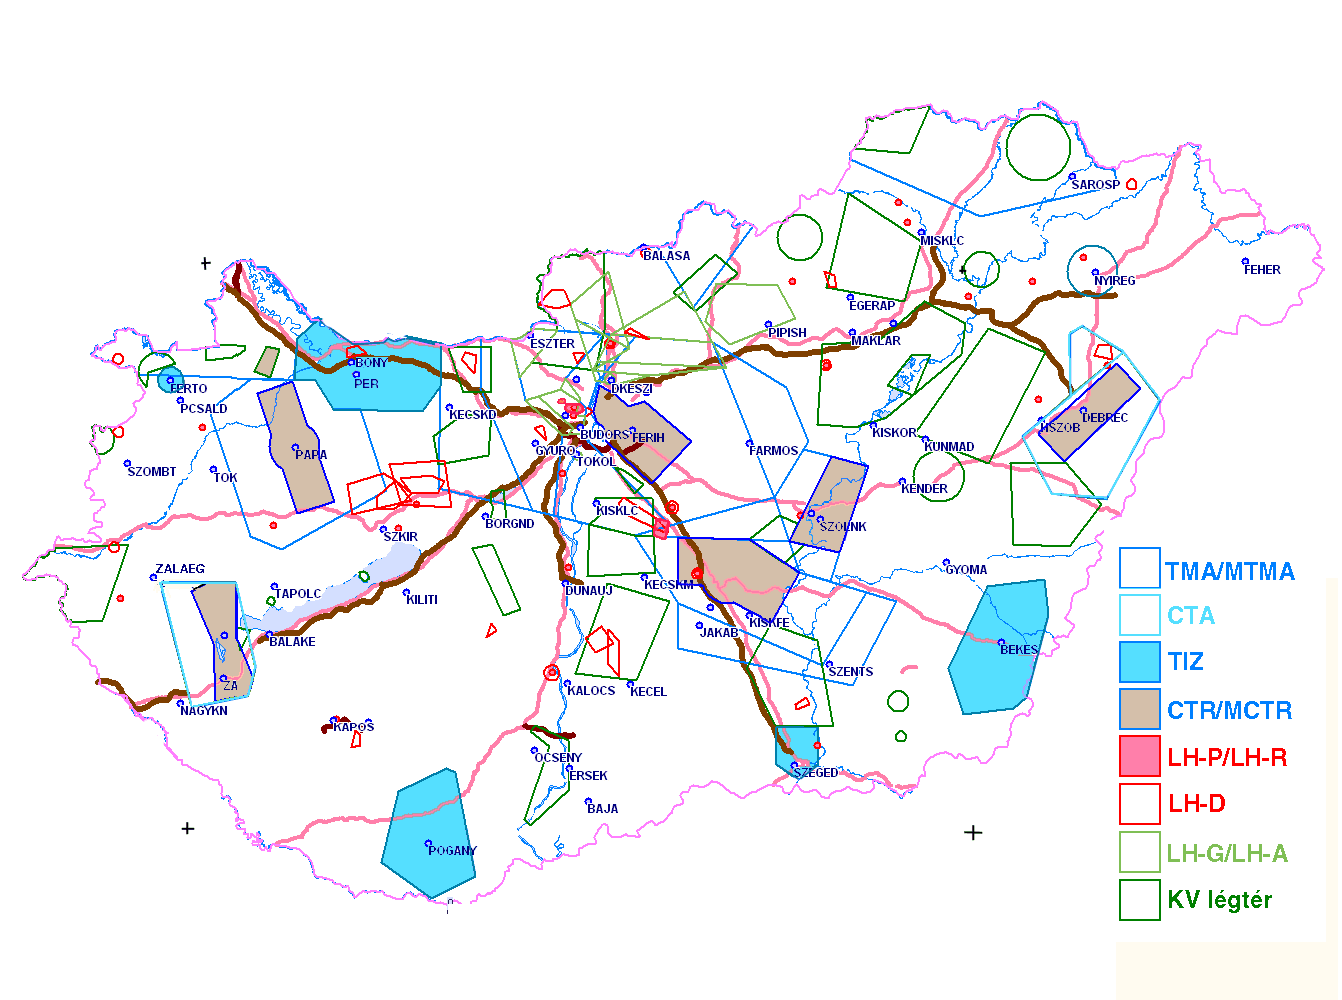 SAROSP
MISKLC
BALASA
FEHER
NYIREG
EGERAP
PIPISH
ESZTER
MAKLAR
BONY
PER
FERTO
DKESZI
PCSALD
KECSKD
DEBREC
HSZOB
BUDORS
FERIH
KISKOR
GYURO
PAPA
TOKOL
FARMOS
KUNMAD
SZOMBT
TOK
KENDER
KISKLC
BORGND
SZOLNK
SZKIR
ZALAEG
GYOMA
TMA/MTMA
KECSKM
TAPOLC
DUNAUJ
KILITI
CTA
KISKFE
JAKAB
BALAKE
BEKES
TIZ
SZENTS
ZA
KALOCS
KECEL
NAGYKN
CTR/MCTR
KAPOS
OCSENY
LH-P/LH-R
ERSEK
SZEGED
LH-D
BAJA
POGANY
LH-G/LH-A
KV légtér